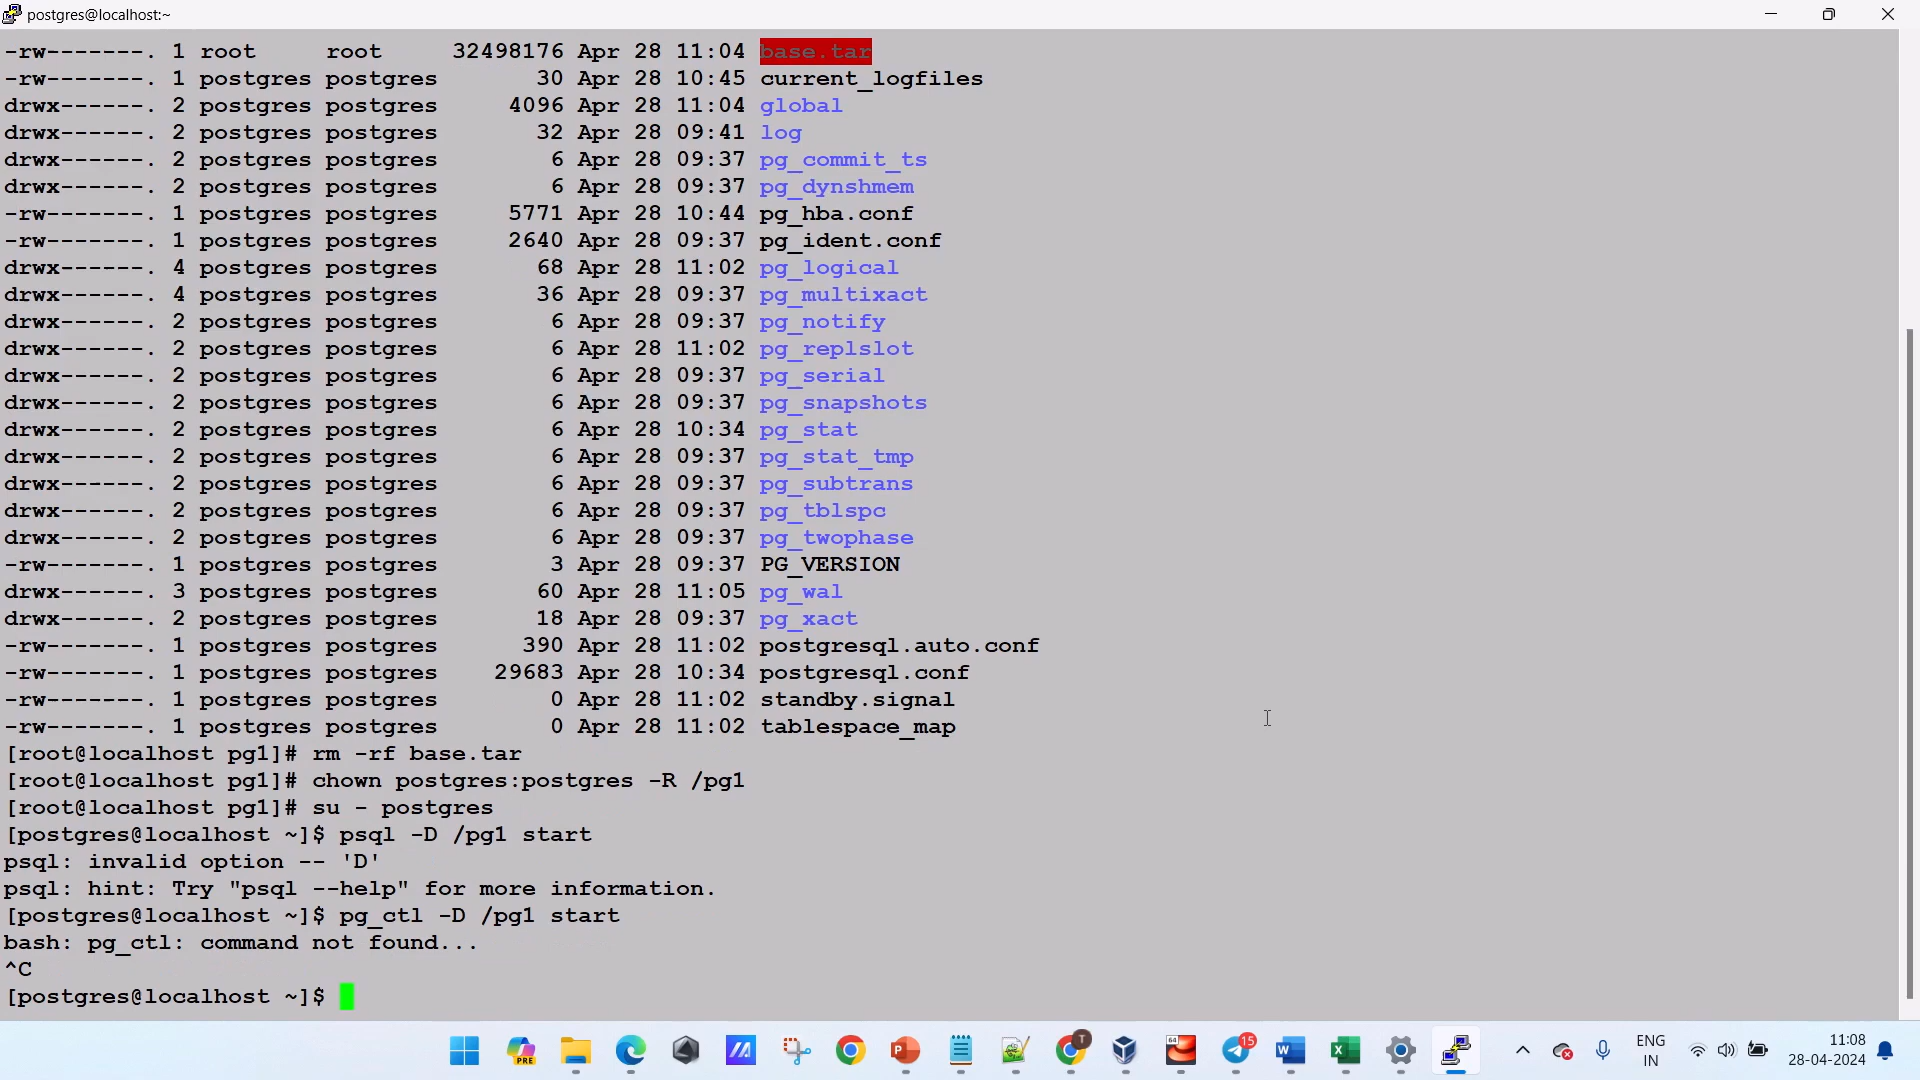 postgres@localhost:~
-rw-------. 1 root     root     32498176 Apr 28 11:04 base.tar
-rw-------. 1 postgres postgres       30 Apr 28 10:45 current_logfiles
drwx------. 2 postgres postgres     4096 Apr 28 11:04 global
drwx------. 2 postgres postgres       32 Apr 28 09:41 log
drwx------. 2 postgres postgres        6 Apr 28 09:37 pg_commit_ts
drwx------. 2 postgres postgres        6 Apr 28 09:37 pg_dynshmem
-rw-------. 1 postgres postgres     5771 Apr 28 10:44 pg_hba.conf
-rw-------. 1 postgres postgres     2640 Apr 28 09:37 pg_ident.conf
drwx------. 4 postgres postgres       68 Apr 28 11:02 pg_logical
drwx------. 4 postgres postgres       36 Apr 28 09:37 pg_multixact
drwx------. 2 postgres postgres        6 Apr 28 09:37 pg_notify
drwx------. 2 postgres postgres        6 Apr 28 11:02 pg_replslot
drwx------. 2 postgres postgres        6 Apr 28 09:37 pg_serial
drwx------. 2 postgres postgres        6 Apr 28 09:37 pg_snapshots
drwx------. 2 postgres postgres        6 Apr 28 10:34 pg_stat
drwx------. 2 postgres postgres        6 Apr 28 09:37 pg_stat_tmp
drwx------. 2 postgres postgres        6 Apr 28 09:37 pg_subtrans
drwx------. 2 postgres postgres        6 Apr 28 09:37 pg_tblspc
drwx------. 2 postgres postgres        6 Apr 28 09:37 pg_twophase
-rw-------. 1 postgres postgres        3 Apr 28 09:37 PG_VERSION
drwx------. 3 postgres postgres       60 Apr 28 11:05 pg_wal
drwx------. 2 postgres postgres       18 Apr 28 09:37 pg_xact
-rw-------. 1 postgres postgres      390 Apr 28 11:02 postgresql.auto.conf
-rw-------. 1 postgres postgres    29683 Apr 28 10:34 postgresql.conf
-rw-------. 1 postgres postgres        0 Apr 28 11:02 standby.signal
-rw-------. 1 postgres postgres        0 Apr 28 11:02 tablespace_map
[root@localhost pg1]# rm -rf base.tar
[root@localhost pg1]# chown postgres:postgres -R /pg1
[root@localhost pg1]# su - postgres
[postgres@localhost ~]$ psql -D /pg1 start
psql: invalid option -- 'D'
psql: hint: Try "psql --help" for more information.
[postgres@localhost ~]$ pg_ctl -D /pg1 start
bash: pg_ctl: command not found...
^C
[postgres@localhost ~]$
PRE
T
64
15
ENG
IN
11:08
28-04-2024